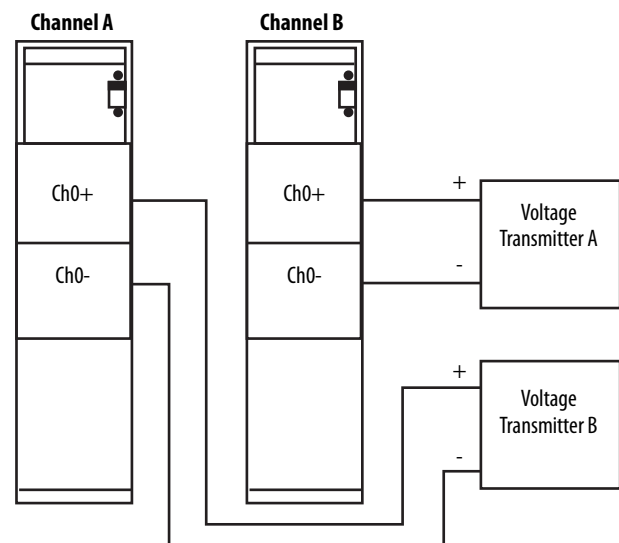 Channel A
Channel B
Ch0+
Ch0+
+
Voltage
Transmitter A
Ch0-
Ch0-
-
+
Voltage
Transmitter B
-